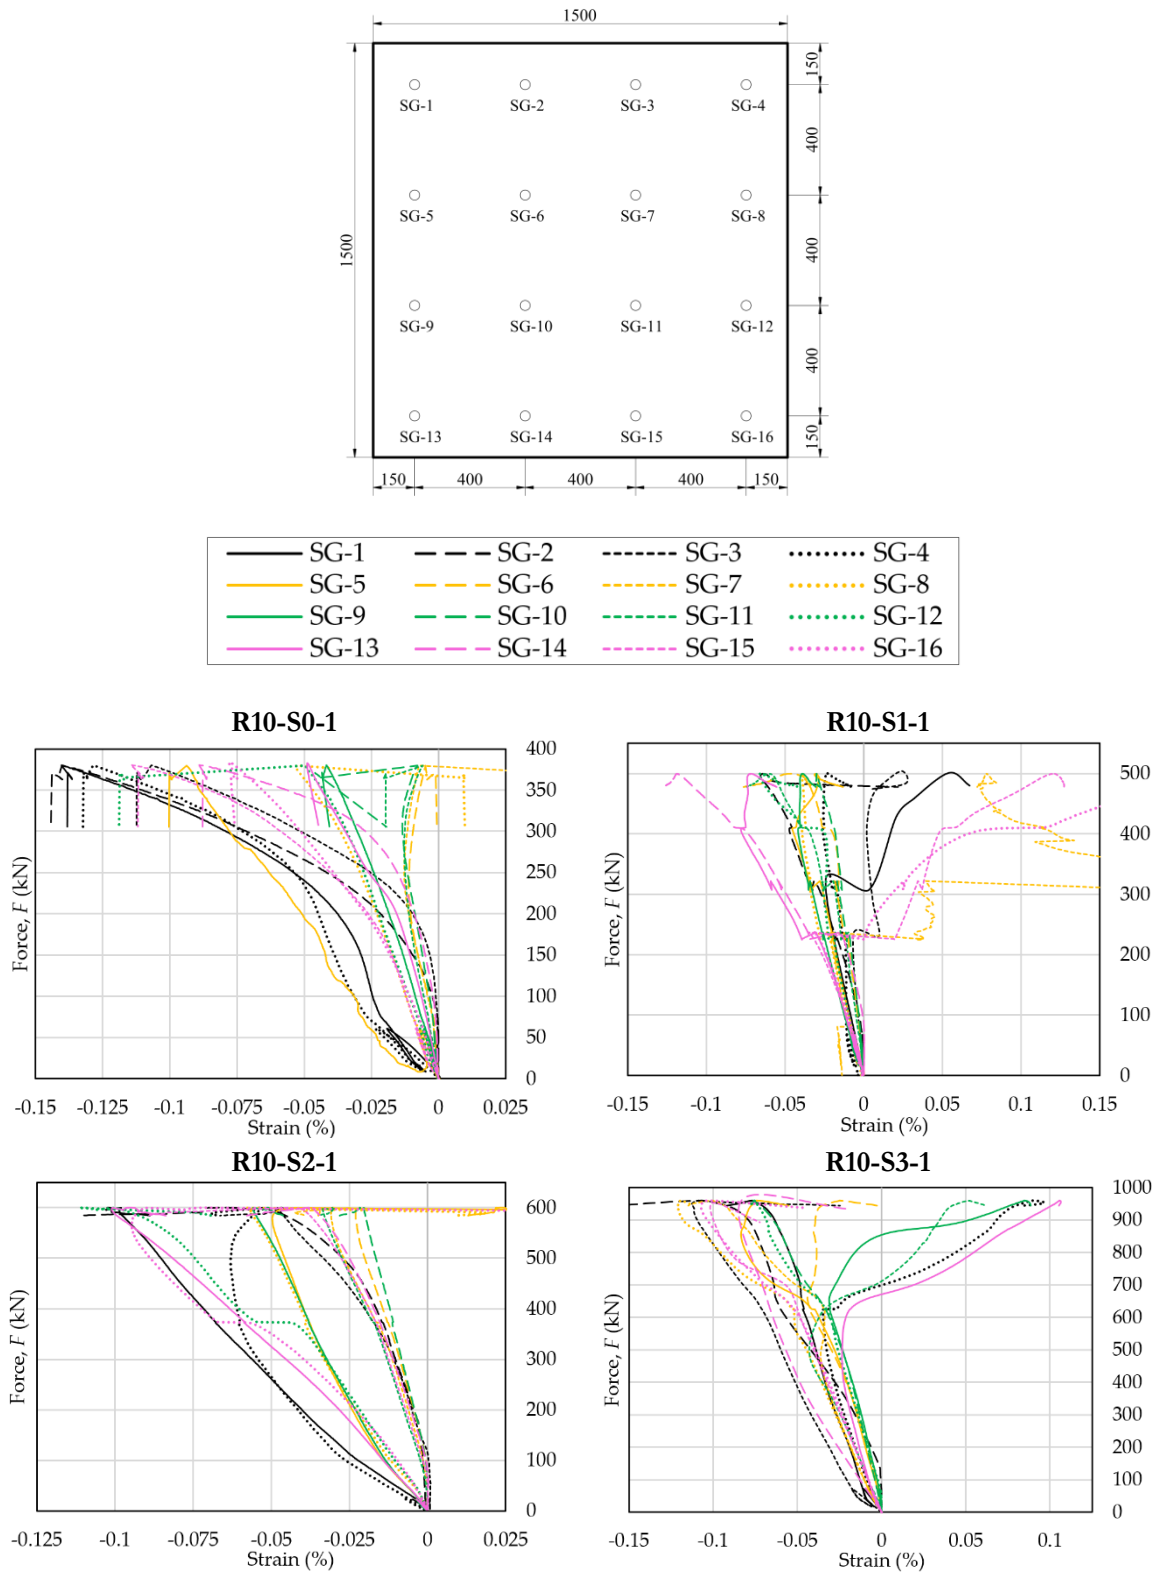 1500
150
SG-1 SG-2 SG-3 SG-4
400
SG-5 SG-6 SG-7 SG-8
1500
400
SG-9 SG-10 SG-11 SG-12
400
SG-13 SG-14 SG-15 SG-16
150
150 400 400 400 150
SG-1 SG-2 SG-3 SG-4
SG-5 SG-6 SG-7 SG-8
SG-9 SG-10 SG-11 SG-12
SG-13 SG-14 SG-15 SG-16
R10-S0-1
400
350
300
250
200
150
100
50
0
Force, F (kN)
-0.15 -0.125 -0.1 -0.075 -0.05 -0.025 0 0.025
Strain (%)
R10-S1-1
500
400
300
200
100
0
Force, F (kN)
-0.15 -0.1 -0.05 0 0.05 0.1 0.15
Strain (%)
R10-S2-1
600
500
400
300
200
100
0
Force, F (kN)
-0.125 -0.1 -0.075 -0.05 -0.025 0 0.025
Strain (%)
R10-S3-1
1000
900
800
700
600
500
400
300
200
100
0
Force, F (kN)
-0.15 -0.1 -0.05 0 0.05 0.1
Strain (%)